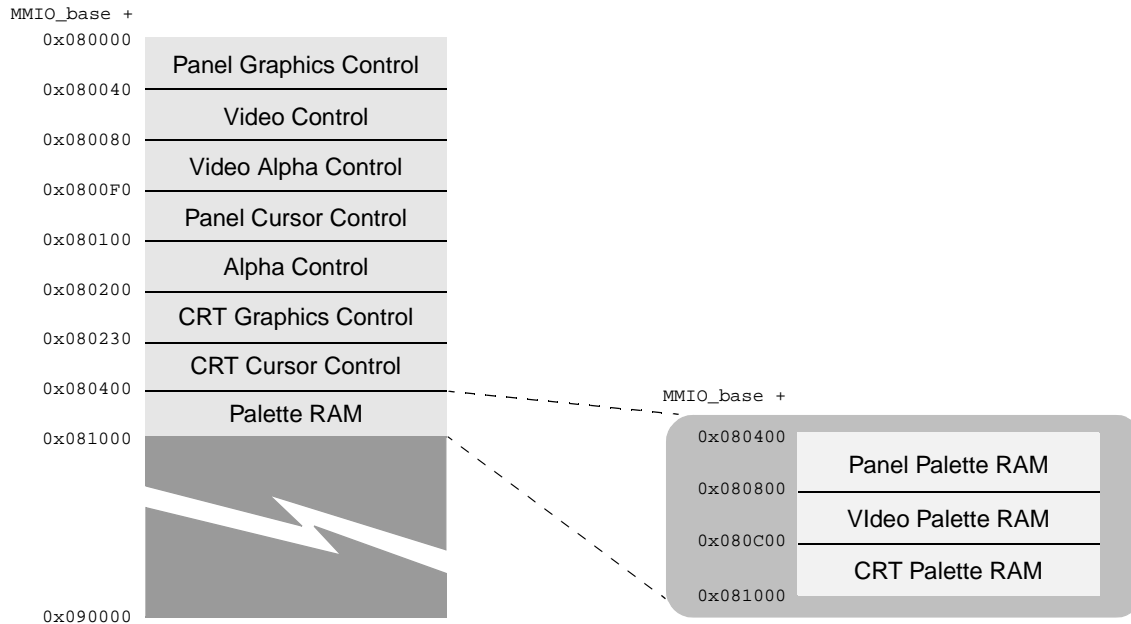 MMIO_base +
0x080000
Panel Graphics Control
0x080040
Video Control
0x080080
Video Alpha Control
0x0800F0
Panel Cursor Control
0x080100
Alpha Control
0x080200
CRT Graphics Control
0x080230
CRT Cursor Control
0x080400
Palette RAM
0x081000
0x090000
MMIO_base +
0x080400
Panel Palette RAM
0x080800
VIdeo Palette RAM
0x080C00
CRT Palette RAM
0x081000